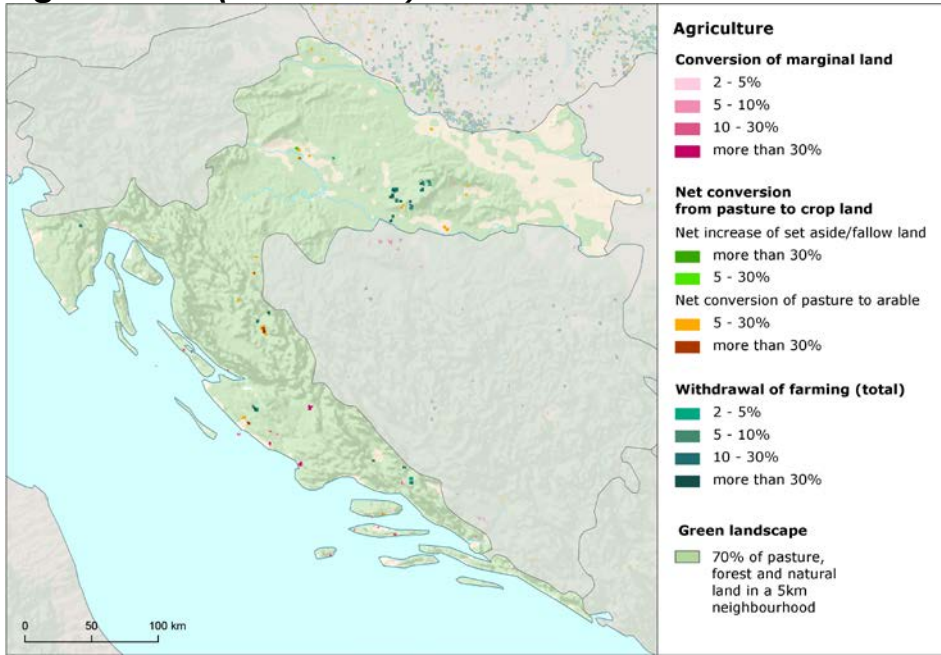 Agriculture
Conversion of marginal land
2 - 5%
5 - 10%
10 - 30%
more than 30%
Net conversion
from pasture to crop land
Net increase of set aside/fallow land
more than 30%
5 - 30%
Net conversion of pasture to arable
5 - 30%
more than 30%
Withdrawal of farming (total)
2 - 5%
5 - 10%
10 - 30%
more than 30%
Green landscape
70% of pasture,
forest and natural
land in a 5km
neighbourhood
0 50 100 km